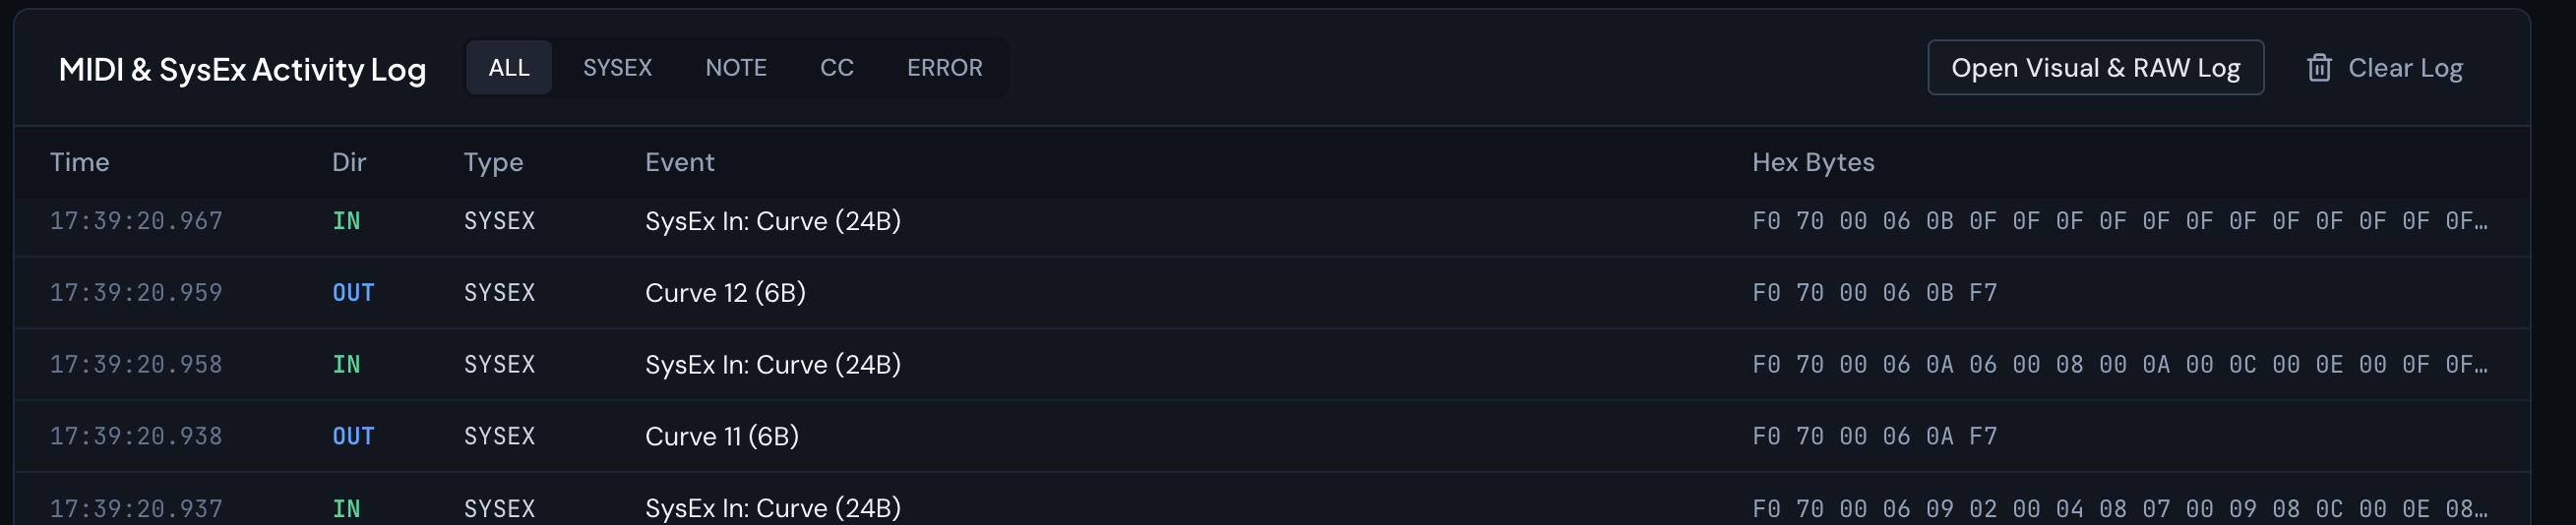 MIDI & SysEx Activity Log ALL SYSEX NOTE CC ERROR Open Visual & RAW Log Clear Log
Time Dir Type Event Hex Bytes
17:39:20.967 IN SYSEX SysEx In: Curve (24B) F0 70 00 06 0B 0F 0F 0F 0F 0F 0F 0F 0F 0F 0F 0F 0F…
17:39:20.959 OUT SYSEX Curve 12 (6B) F0 70 00 06 0B F7
17:39:20.958 IN SYSEX SysEx In: Curve (24B) F0 70 00 06 0A 06 00 08 00 0A 00 0C 00 0E 00 0F 0F…
17:39:20.938 OUT SYSEX Curve 11 (6B) F0 70 00 06 0A F7
17:39:20.937 IN SYSEX SysEx In: Curve (24B) F0 70 00 06 09 02 00 04 08 07 00 09 08 0C 00 0E 08…